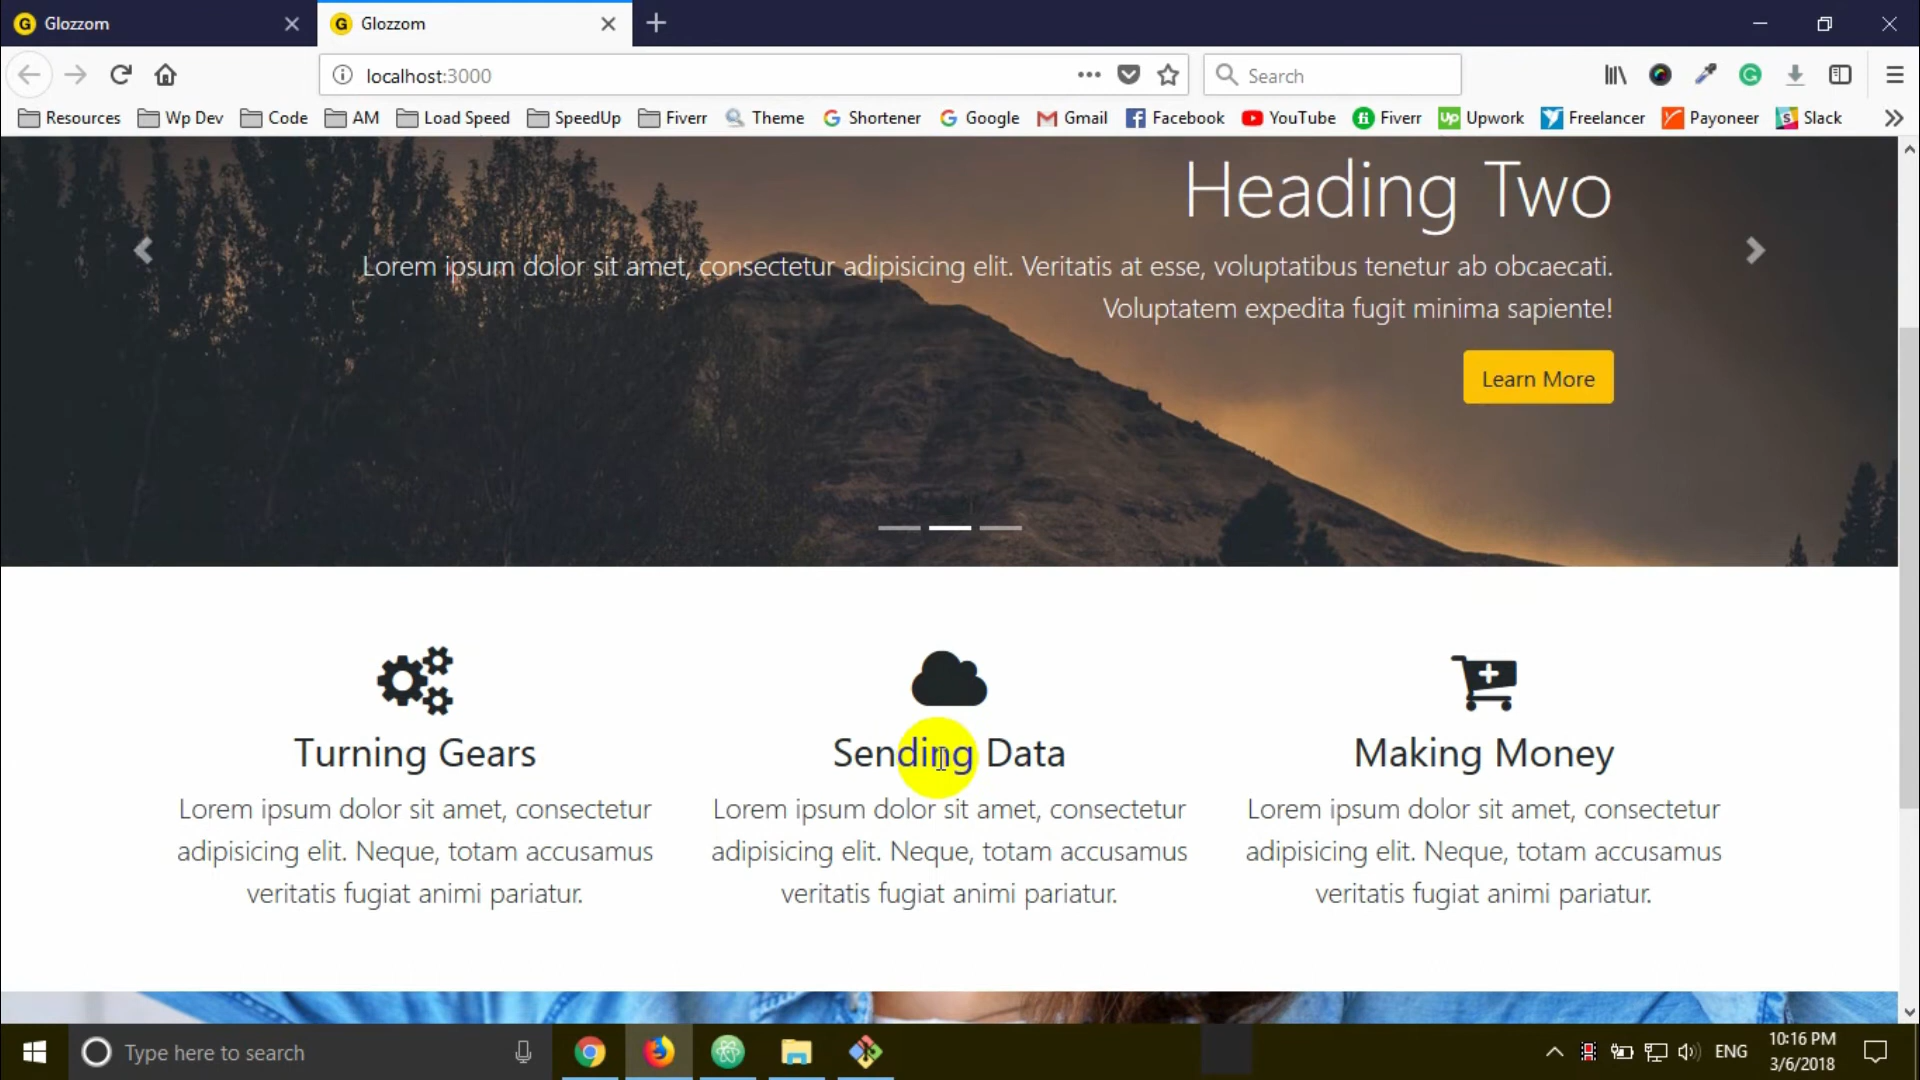 Glozzom
Glozzom
localhost:3000
Search
Resources
Wp Dev
Code
AM
Load Speed
SpeedUp
Fiverr
Theme
Shortener
Google
Gmail
Facebook
YouTube
Fiverr
Upwork
Freelancer
Payoneer
Slack
Heading Two
Lorem ipsum dolor sit amet, consectetur adipisicing elit. Veritatis at esse, voluptatibus tenetur ab obcaecati.
Voluptatem expedita fugit minima sapiente!
Learn More
Turning Gears
Lorem ipsum dolor sit amet, consectetur
adipisicing elit. Neque, totam accusamus
veritatis fugiat animi pariatur.
Sending Data
Lorem ipsum dolor sit amet, consectetur
adipisicing elit. Neque, totam accusamus
veritatis fugiat animi pariatur.
Making Money
Lorem ipsum dolor sit amet, consectetur
adipisicing elit. Neque, totam accusamus
veritatis fugiat animi pariatur.
Type here to search
ENG
10:16 PM
3/6/2018